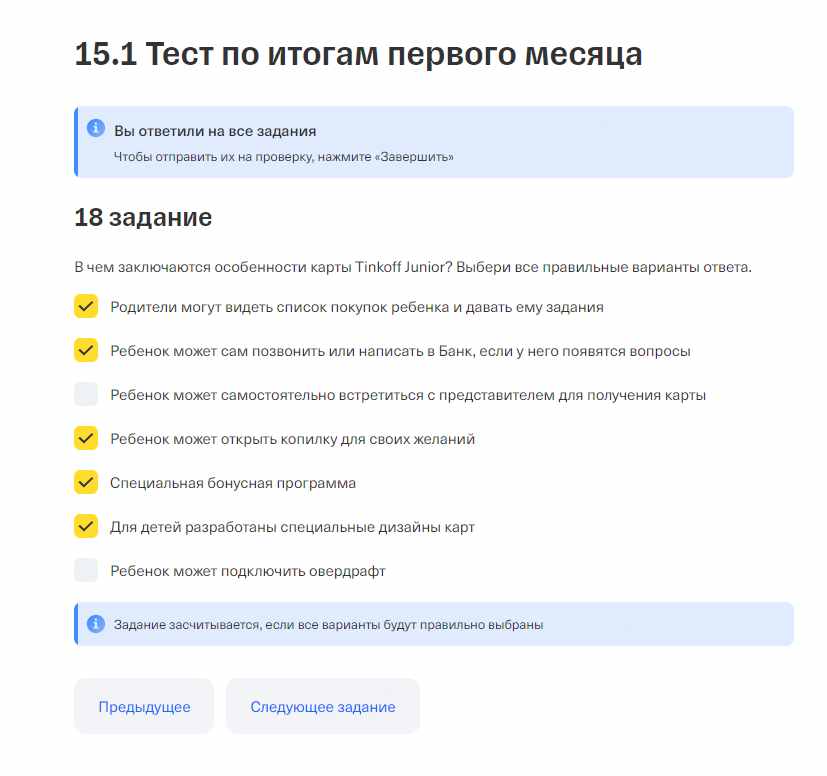 15.1 Тест по итогам первого месяца
Вы ответили на все задания
Чтобы отправить их на проверку, нажмите «Завершить»
18 задание
В чем заключаются особенности карты Tinkoff Junior? Выбери все правильные варианты ответа.
Родители могут видеть список покупок ребенка и давать ему задания
Ребенок может сам позвонить или написать в Банк, если у него появятся вопросы
Ребенок может самостоятельно встретиться с представителем для получения карты
Ребенок может открыть копилку для своих желаний
Специальная бонусная программа
Для детей разработаны специальные дизайны карт
Ребенок может подключить овердрафт
Задание засчитывается, если все варианты будут правильно выбраны
Предыдущее
Следующее задание